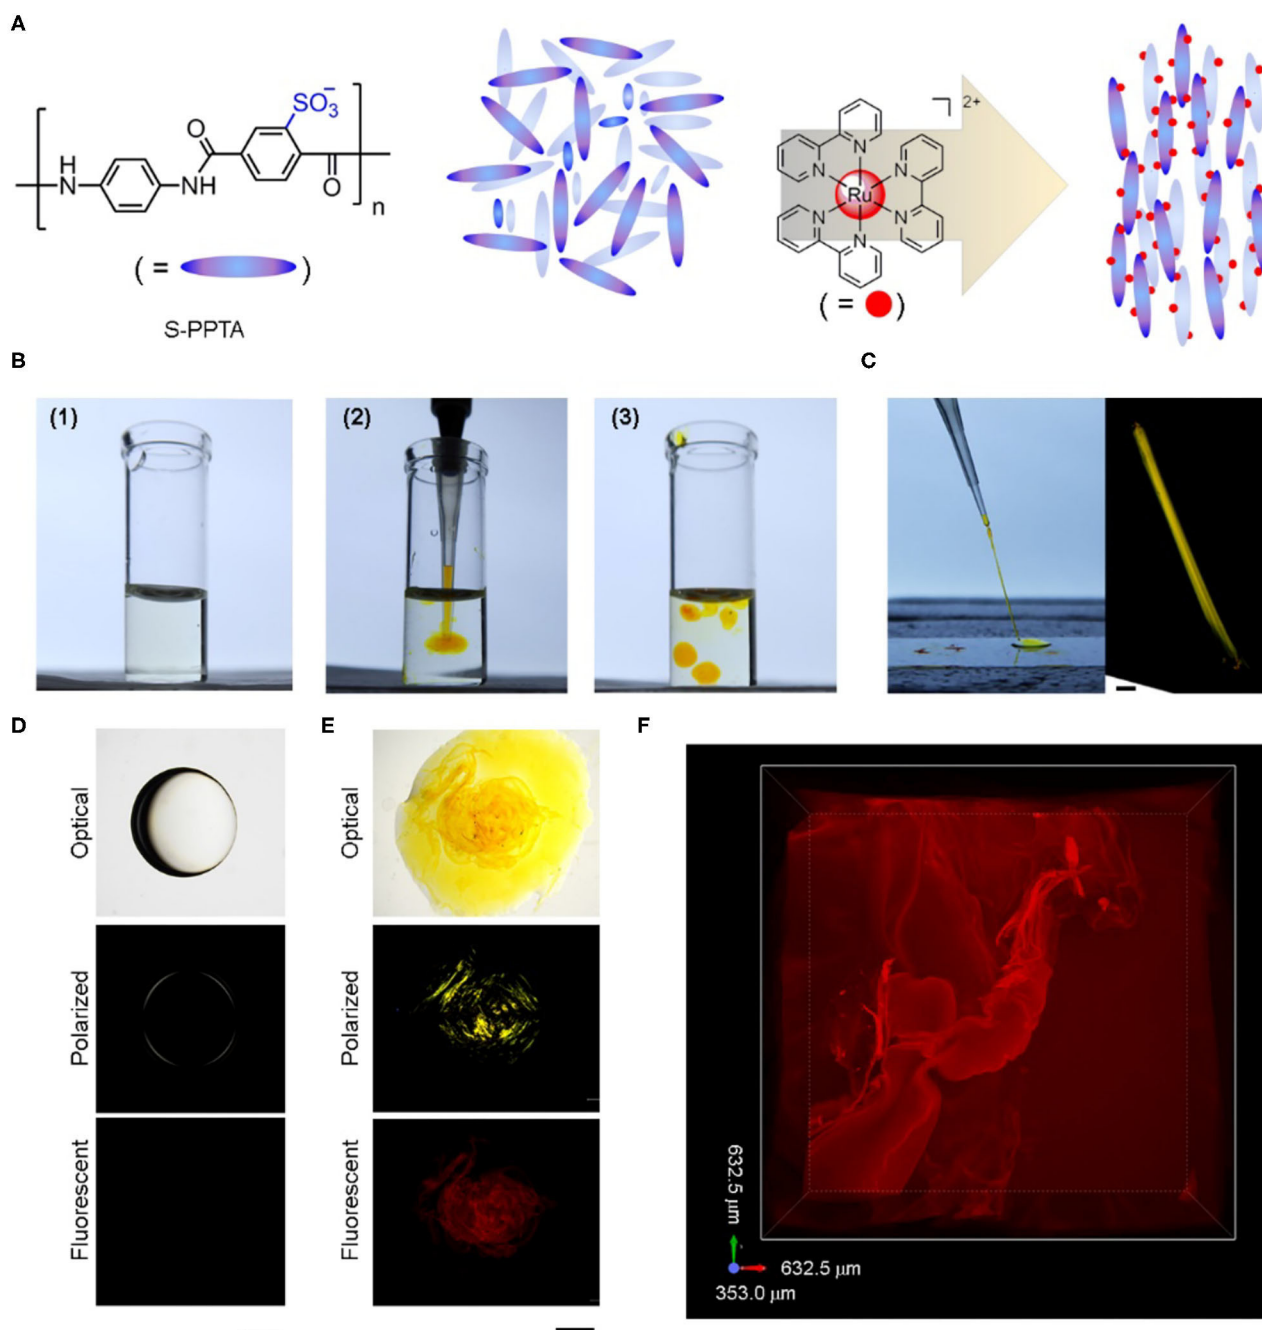 A
SO3−
O
H
N
NH
O
n
( = )
S-PPTA
2+
N
N
N
Ru
N
N
N
( = )
B
C
(1)
(2)
(3)
D
E
F
Optical
Polarized
Fluorescent
Optical
Polarized
Fluorescent
632.5 μm
632.5 μm
353.0 μm